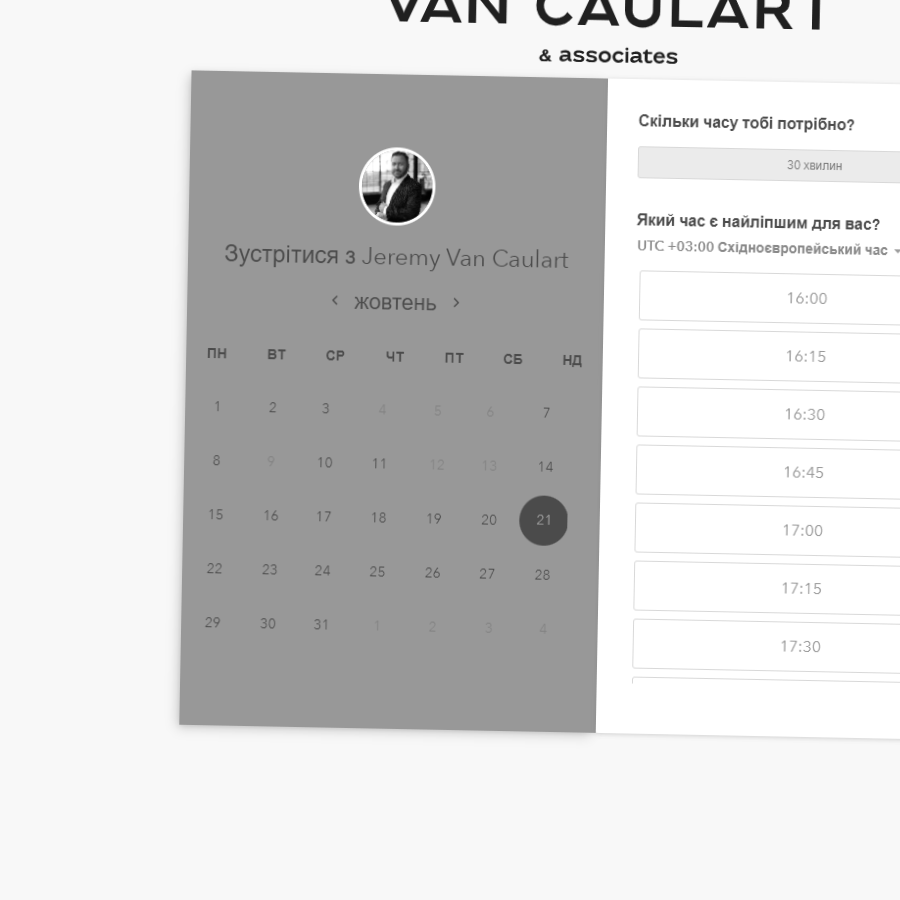 VAN CAULART
& associates
Зустрітися з Jeremy Van Caulart
жовтень
ПН ВТ СР ЧТ ПТ СБ НД
1 2 3 4 5 6 7
8 9 10 11 12 13 14
15 16 17 18 19 20 21
22 23 24 25 26 27 28
29 30 31 1 2 3 4
Скільки часу тобі потрібно?
30 хвилин
Який час є найліпшим для вас?
UTC +03:00 Східноєвропейський час
16:00
16:15
16:30
16:45
17:00
17:15
17:30